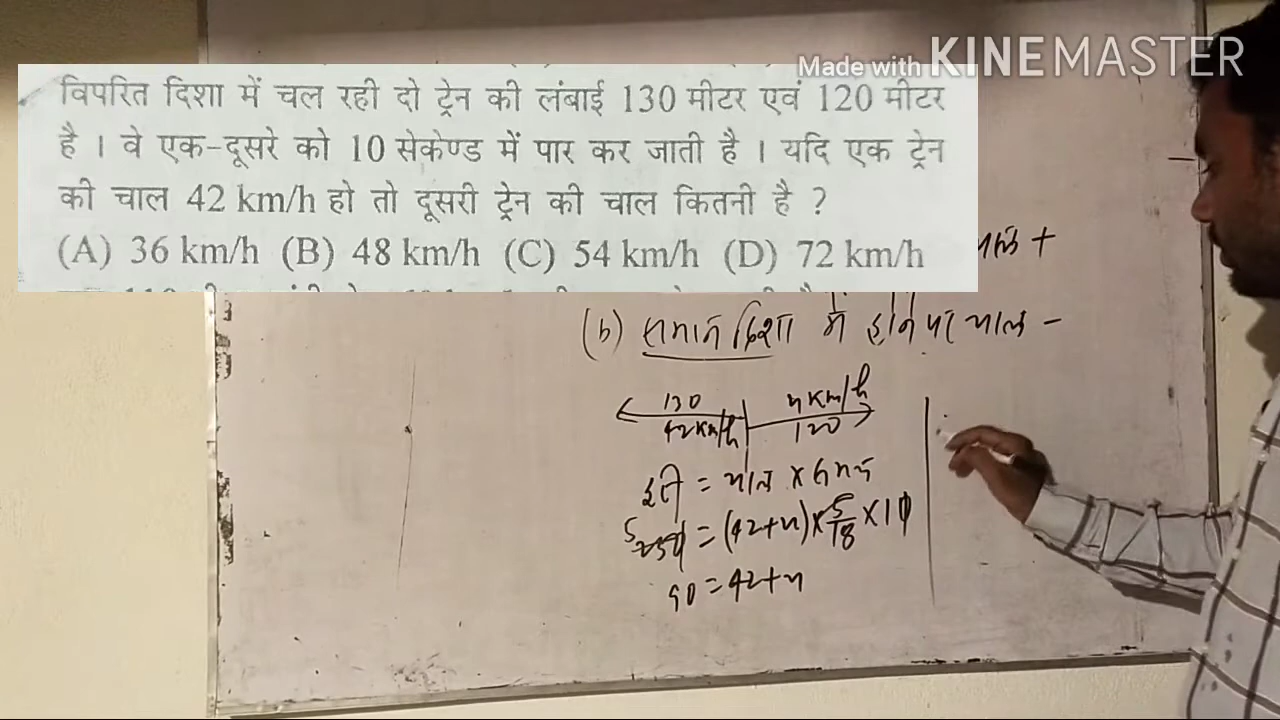 Made with KINEMASTER
विपरित दिशा में चल रही दो ट्रेन की लंबाई 130 मीटर एवं 120 मीटर
है । वे एक-दूसरे को 10 सेकेण्ड में पार कर जाती है । यदि एक ट्रेन
की चाल 42 km/h हो तो दूसरी ट्रेन की चाल कितनी है ?
(A) 36 km/h (B) 48 km/h (C) 54 km/h (D) 72 km/h
+
(b) समान दिशा में होने पर चाल -
130 x km/h
42 km/h 120
दूरी = चाल × समय
= (42+x) × 5/18 × 10
90 = 42+x